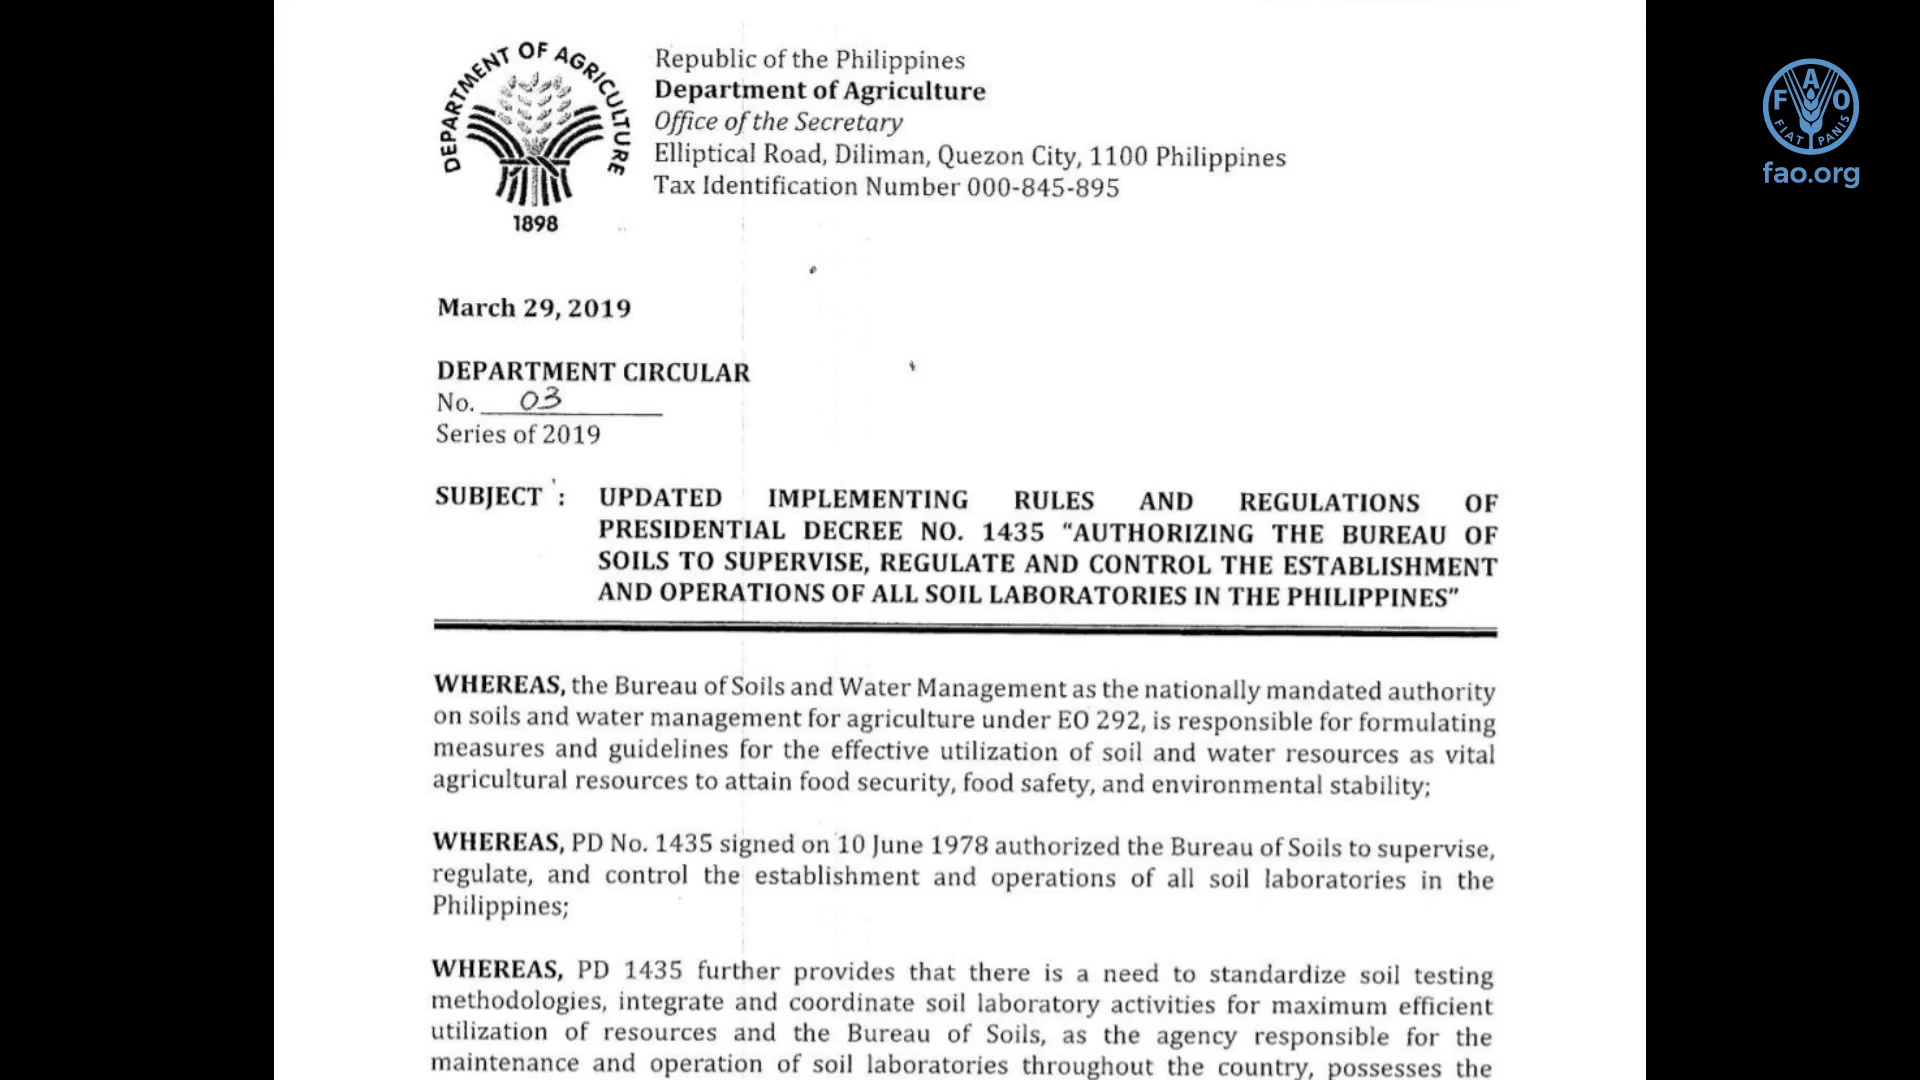 DEPARTMENT OF AGRICULTURE
1898
Republic of the Philippines
Department of Agriculture
Office of the Secretary
Elliptical Road, Diliman, Quezon City, 1100 Philippines
Tax Identification Number 000-845-895
FAO
FIAT PANIS
fao.org
March 29, 2019
DEPARTMENT CIRCULAR
No. 03
Series of 2019
SUBJECT : UPDATED IMPLEMENTING RULES AND REGULATIONS OF
PRESIDENTIAL DECREE NO. 1435 “AUTHORIZING THE BUREAU OF
SOILS TO SUPERVISE, REGULATE AND CONTROL THE ESTABLISHMENT
AND OPERATIONS OF ALL SOIL LABORATORIES IN THE PHILIPPINES”
WHEREAS, the Bureau of Soils and Water Management as the nationally mandated authority
on soils and water management for agriculture under EO 292, is responsible for formulating
measures and guidelines for the effective utilization of soil and water resources as vital
agricultural resources to attain food security, food safety, and environmental stability;
WHEREAS, PD No. 1435 signed on 10 June 1978 authorized the Bureau of Soils to supervise,
regulate, and control the establishment and operations of all soil laboratories in the
Philippines;
WHEREAS, PD 1435 further provides that there is a need to standardize soil testing
methodologies, integrate and coordinate soil laboratory activities for maximum efficient
utilization of resources and the Bureau of Soils, as the agency responsible for the
maintenance and operation of soil laboratories throughout the country, possesses the